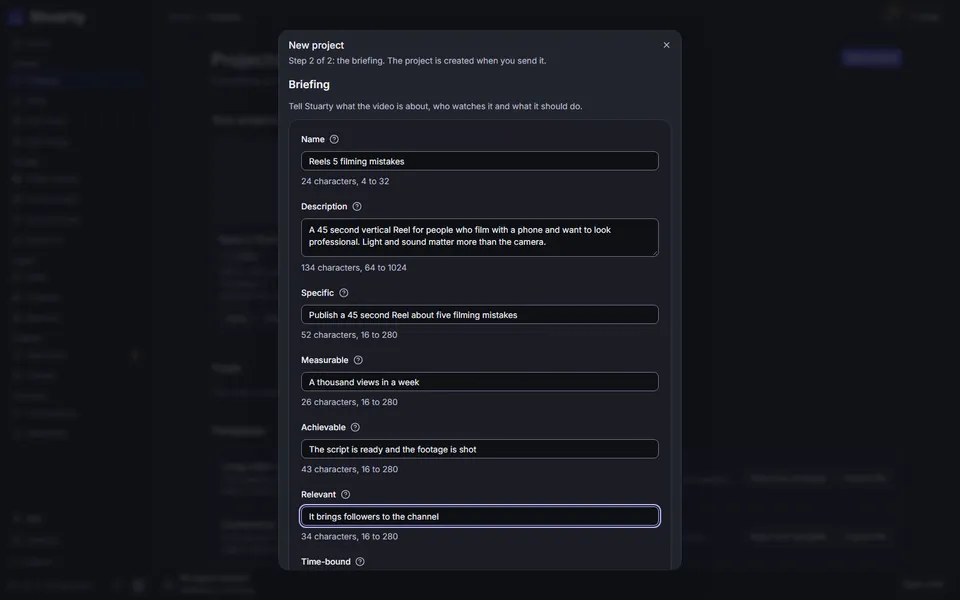 Stuarty
New project
Step 2 of 2: the briefing. The project is created when you send it.
Briefing
Tell Stuarty what the video is about, who watches it and what it should do.
Name
Reels 5 filming mistakes
24 characters, 4 to 32
Description
A 45 second vertical Reel for people who film with a phone and want to look
professional. Light and sound matter more than the camera.
134 characters, 64 to 1024
Specific
Publish a 45 second Reel about five filming mistakes
52 characters, 16 to 280
Measurable
A thousand views in a week
26 characters, 16 to 280
Achievable
The script is ready and the footage is shot
43 characters, 16 to 280
Relevant
It brings followers to the channel
34 characters, 16 to 280
Time-bound